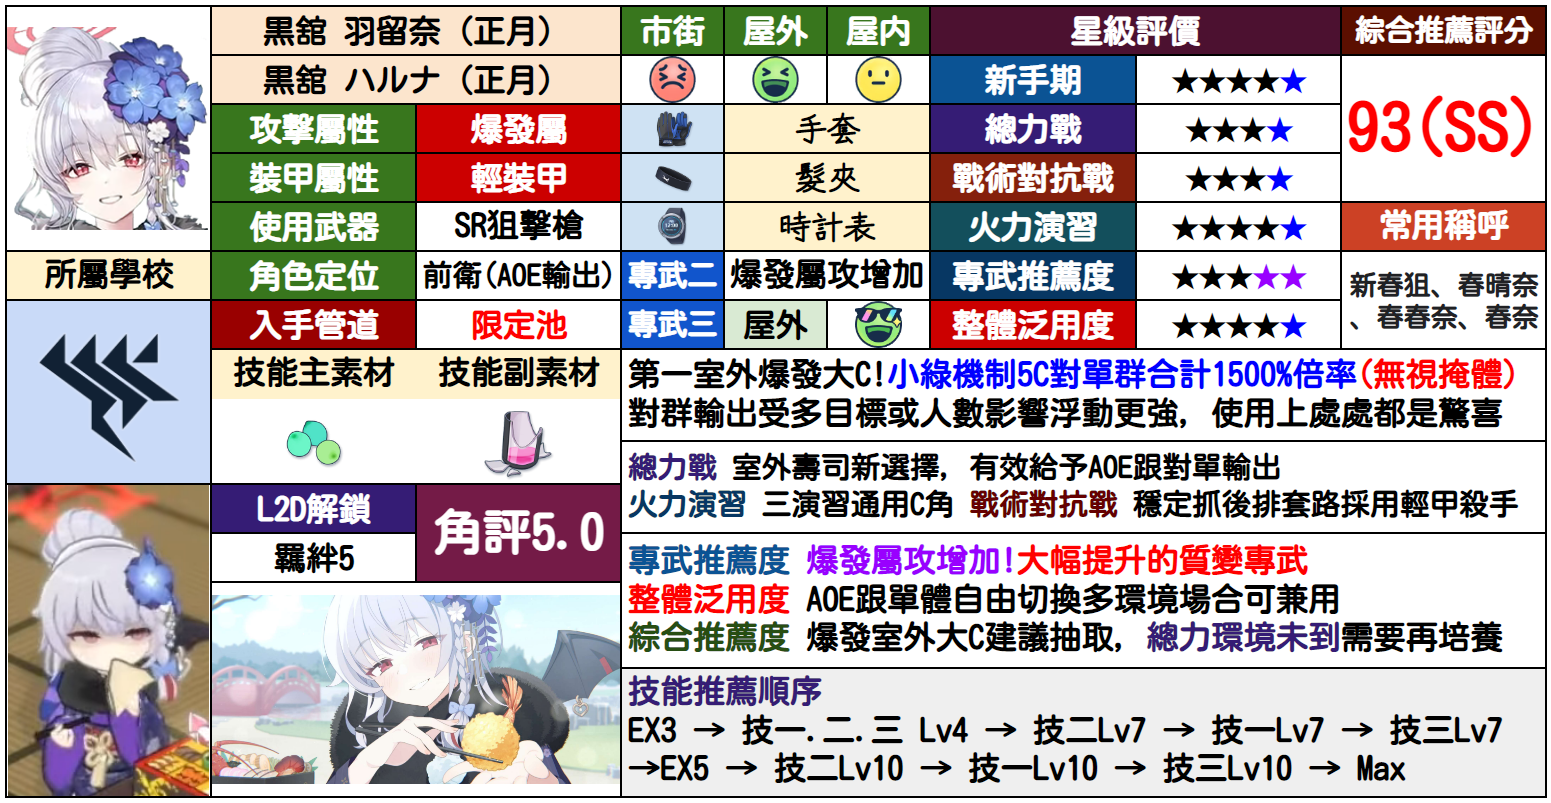 黒舘 羽留奈 (正月)
市街 屋外 屋內 星級評價 綜合推薦評分
黒舘 ハルナ (正月)
新手期 ★★★★★
93(SS)
攻擊屬性 爆發屬 手套 總力戰 ★★★★
裝甲屬性 輕裝甲 髮夾 戰術對抗戰 ★★★★
使用武器 SR狙擊槍 時計表 火力演習 ★★★★★ 常用稱呼
所屬學校 角色定位 前衛(AOE輸出) 專武二 爆發屬攻增加 專武推薦度 ★★★★★
新春狙、春晴奈
、春春奈、春奈
入手管道 限定池 專武三 屋外 整體泛用度 ★★★★★
技能主素材 技能副素材
第一室外爆發大C!小綠機制5C對單群合計1500%倍率(無視掩體)
對群輸出受多目標或人數影響浮動更強, 使用上處處都是驚喜
總力戰 室外壽司新選擇, 有效給予AOE跟對單輸出
火力演習 三演習通用C角 戰術對抗戰 穩定抓後排套路採用輕甲殺手
L2D解鎖
羈絆5
角評5.0
專武推薦度 爆發屬攻增加!大幅提升的質變專武
整體泛用度 AOE跟單體自由切換多環境場合可兼用
綜合推薦度 爆發室外大C建議抽取, 總力環境未到需要再培養
技能推薦順序
EX3 → 技一.二.三 Lv4 → 技二Lv7 → 技一Lv7 → 技三Lv7
→EX5 → 技二Lv10 → 技一Lv10 → 技三Lv10 → Max